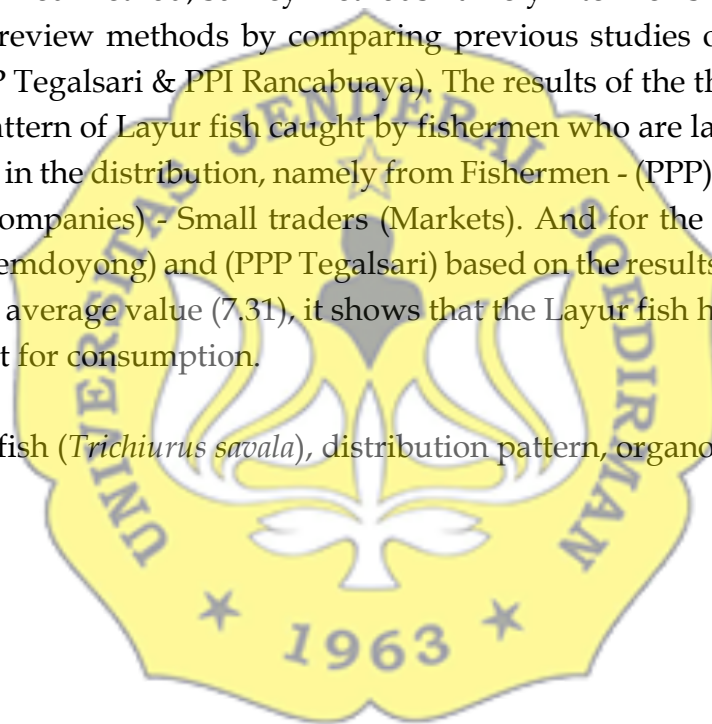 review methods by comparing previous studies o
P Tegalsari & PPI Rancabuaya). The results of the th
attern of Layur fish caught by fishermen who are la
in the distribution, namely from Fishermen - (PPP)
ompanies) - Small traders (Markets). And for the
emdoyong) and (PPP Tegalsari) based on the results
average value (7.31), it shows that the Layur fish h
t for consumption.
fish (Trichiurus savala), distribution pattern, organo
UNIVERSITAS JENDERAL SOEDIRMAN
★ 1963 ★